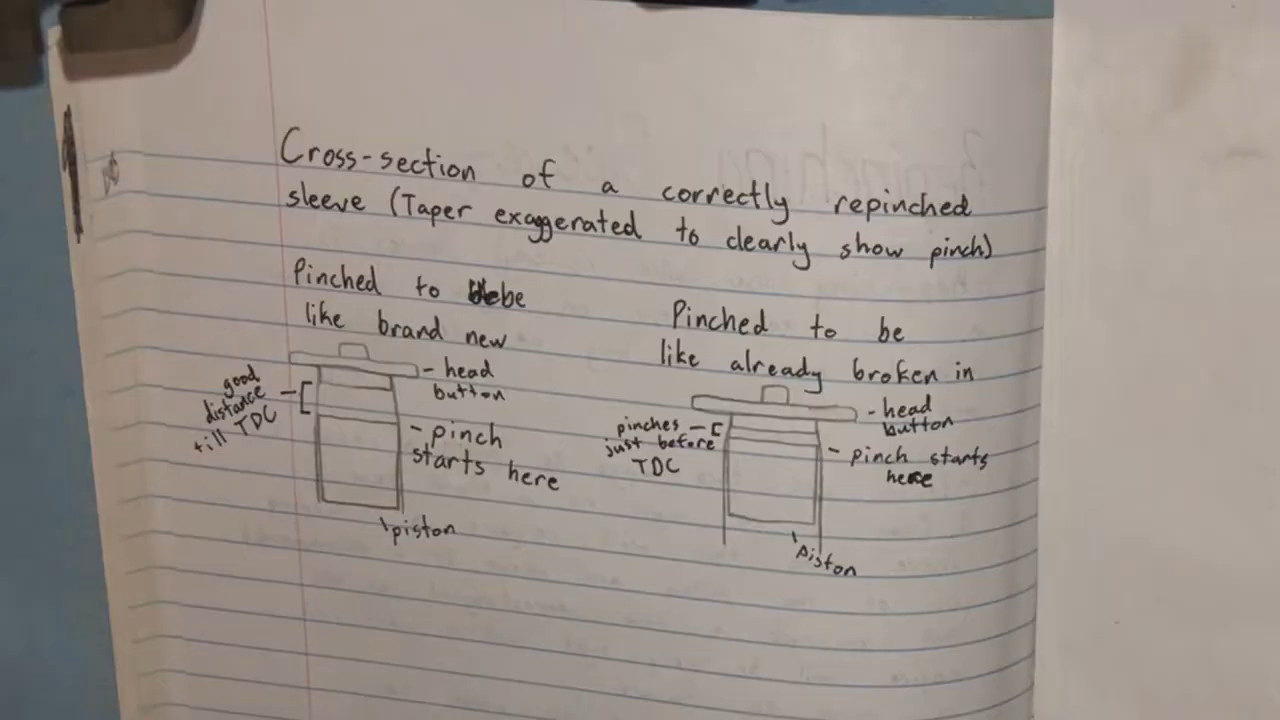 Cross-section of a correctly repinched
sleeve (Taper exaggerated to clearly show pinch)
Pinched to be
like brand new
good
distance
till TDC
- head
button
- pinch
starts here
piston
Pinched to be
like already broken in
pinches
just before
TDC
- head
button
- pinch starts
here
piston